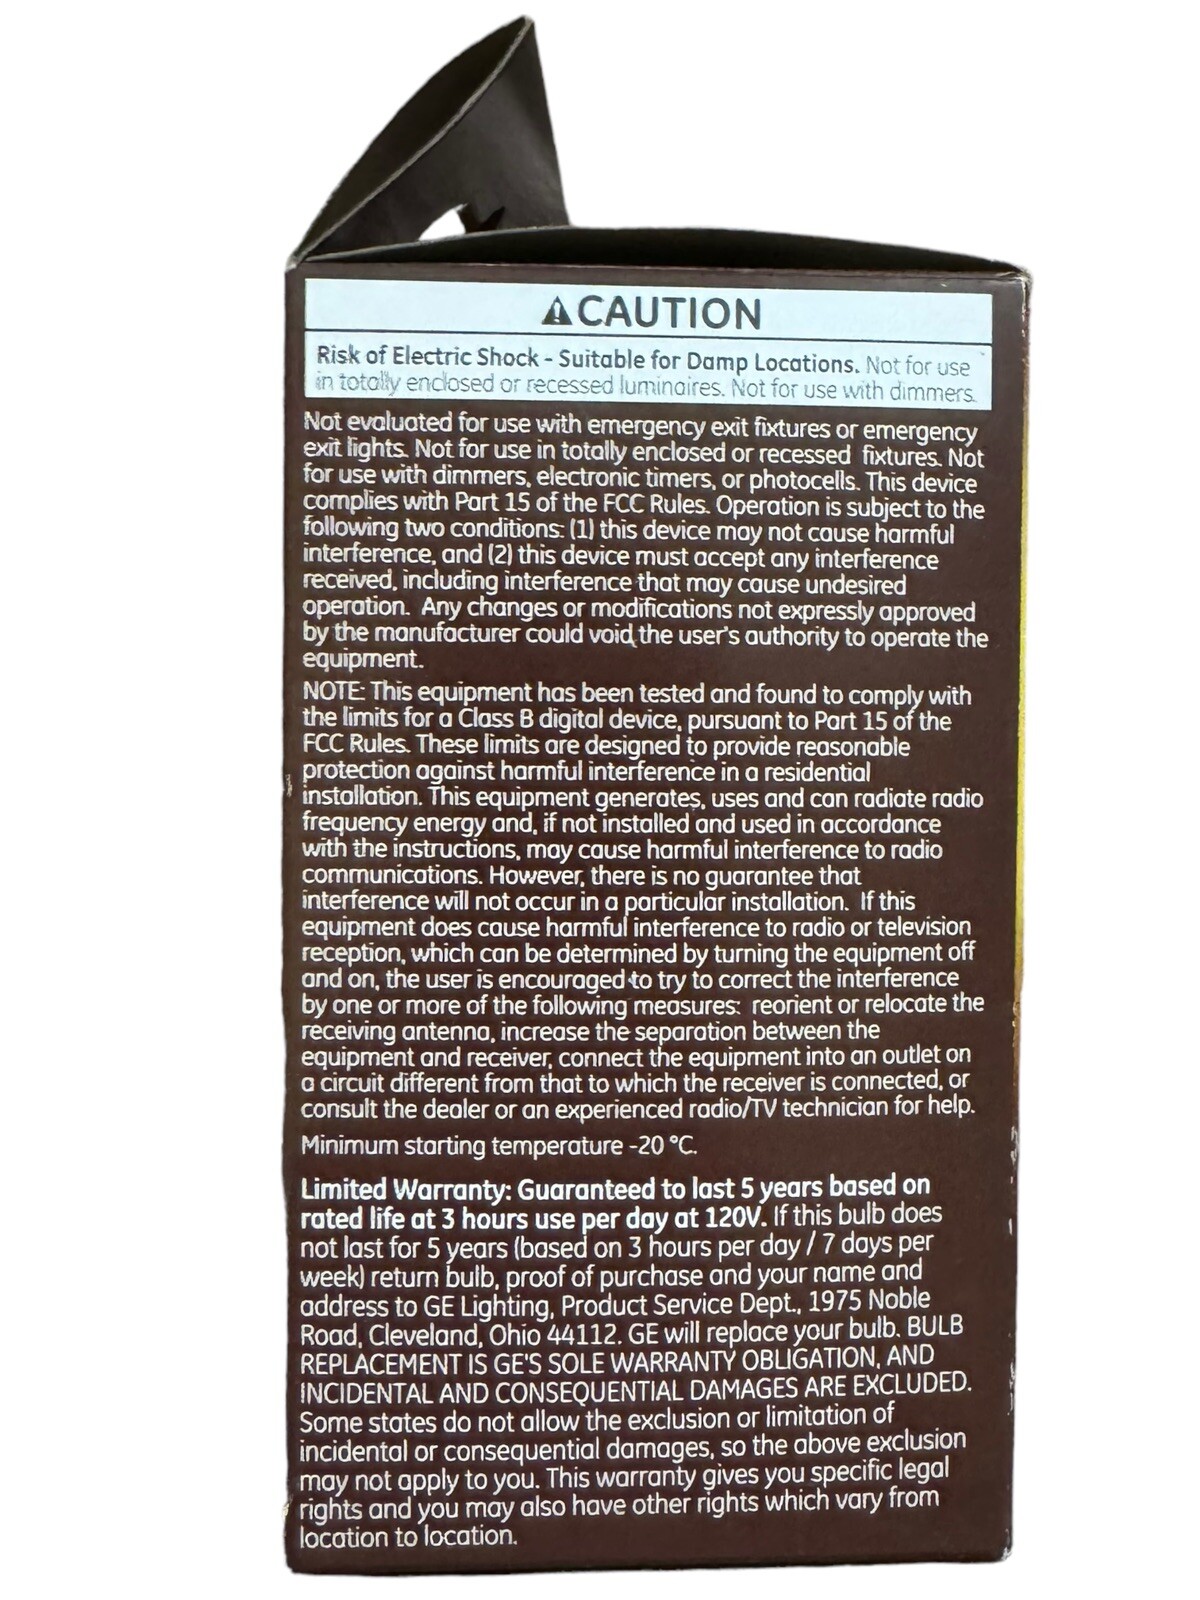 ⚠CAUTION
Risk of Electric Shock - Suitable for Damp Locations. Not for use
in totally enclosed or recessed luminaires. Not for use with dimmers.
Not evaluated for use with emergency exit fixtures or emergency
exit lights. Not for use in totally enclosed or recessed fixtures. Not
for use with dimmers, electronic timers, or photocells. This device
complies with Part 15 of the FCC Rules. Operation is subject to the
following two conditions: (1) this device may not cause harmful
interference, and (2) this device must accept any interference
received, including interference that may cause undesired
operation. Any changes or modifications not expressly approved
by the manufacturer could void the user's authority to operate the
equipment.
NOTE: This equipment has been tested and found to comply with
the limits for a Class B digital device, pursuant to Part 15 of the
FCC Rules. These limits are designed to provide reasonable
protection against harmful interference in a residential
installation. This equipment generates, uses and can radiate radio
frequency energy and, if not installed and used in accordance
with the instructions, may cause harmful interference to radio
communications. However, there is no guarantee that
interference will not occur in a particular installation. If this
equipment does cause harmful interference to radio or television
reception, which can be determined by turning the equipment off
and on, the user is encouraged to try to correct the interference
by one or more of the following measures: reorient or relocate the
receiving antenna, increase the separation between the
equipment and receiver, connect the equipment into an outlet on
a circuit different from that to which the receiver is connected, or
consult the dealer or an experienced radio/TV technician for help.
Minimum starting temperature -20 °C.
Limited Warranty: Guaranteed to last 5 years based on
rated life at 3 hours use per day at 120V. If this bulb does
not last for 5 years (based on 3 hours per day / 7 days per
week) return bulb, proof of purchase and your name and
address to GE Lighting, Product Service Dept., 1975 Noble
Road, Cleveland, Ohio 44112. GE will replace your bulb. BULB
REPLACEMENT IS GE'S SOLE WARRANTY OBLIGATION, AND
INCIDENTAL AND CONSEQUENTIAL DAMAGES ARE EXCLUDED.
Some states do not allow the exclusion or limitation of
incidental or consequential damages, so the above exclusion
may not apply to you. This warranty gives you specific legal
rights and you may also have other rights which vary from
location to location.